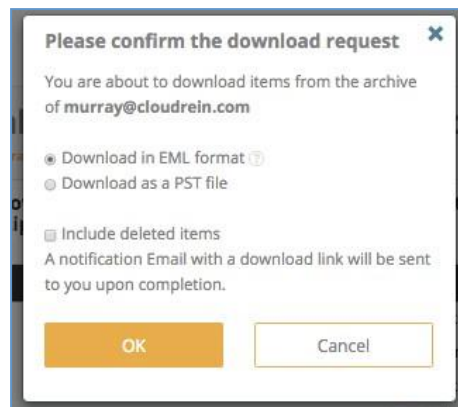 Please confirm the download request
You are about to download items from the archive
of murray@cloudrein.com
Download in EML format ?
Download as a PST file
Include deleted items
A notification Email with a download link will be sent
to you upon completion.
OK Cancel